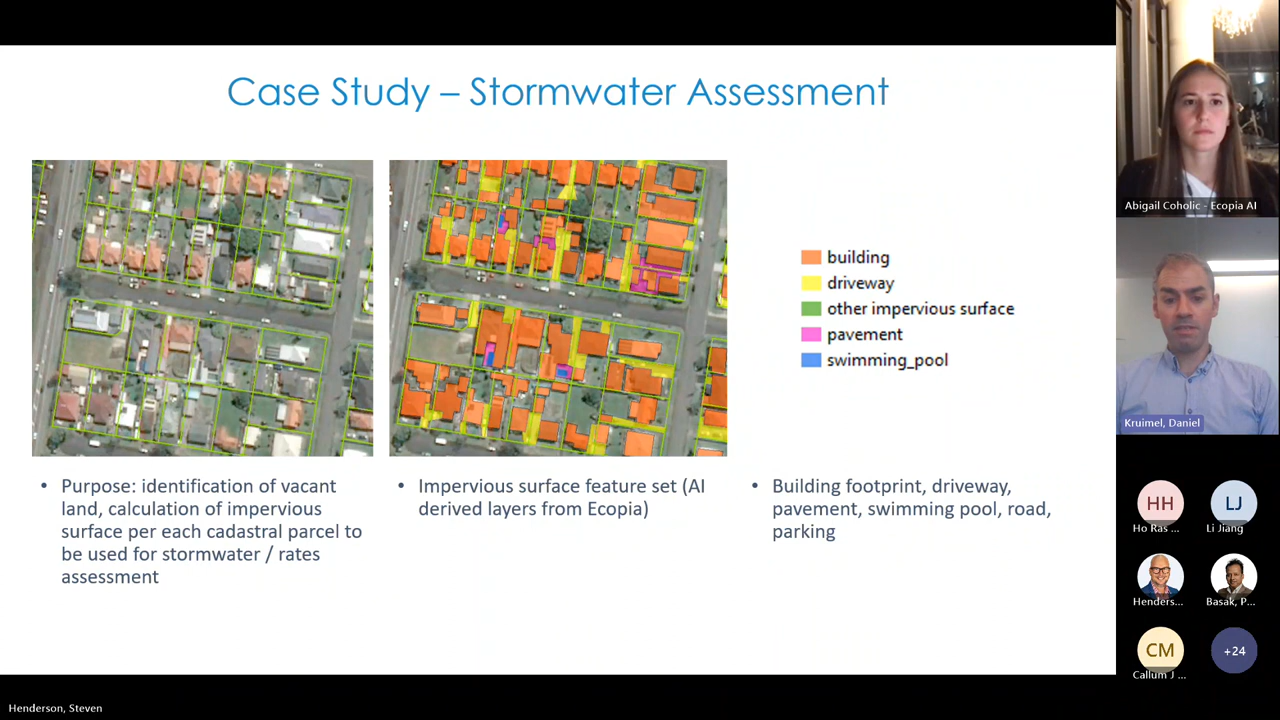 Case Study – Stormwater Assessment
building
driveway
other impervious surface
pavement
swimming_pool
• Purpose: identification of vacant
land, calculation of impervious
surface per each cadastral parcel to
be used for stormwater / rates
assessment
• Impervious surface feature set (AI
derived layers from Ecopia)
• Building footprint, driveway,
pavement, swimming pool, road,
parking
Abigail Coholic - Ecopia AI
Kruimel, Daniel
HH
Ho Ras ...
LJ
Li Jiang
Henders...
Basak, P...
CM
Callum J ...
+24
Henderson, Steven